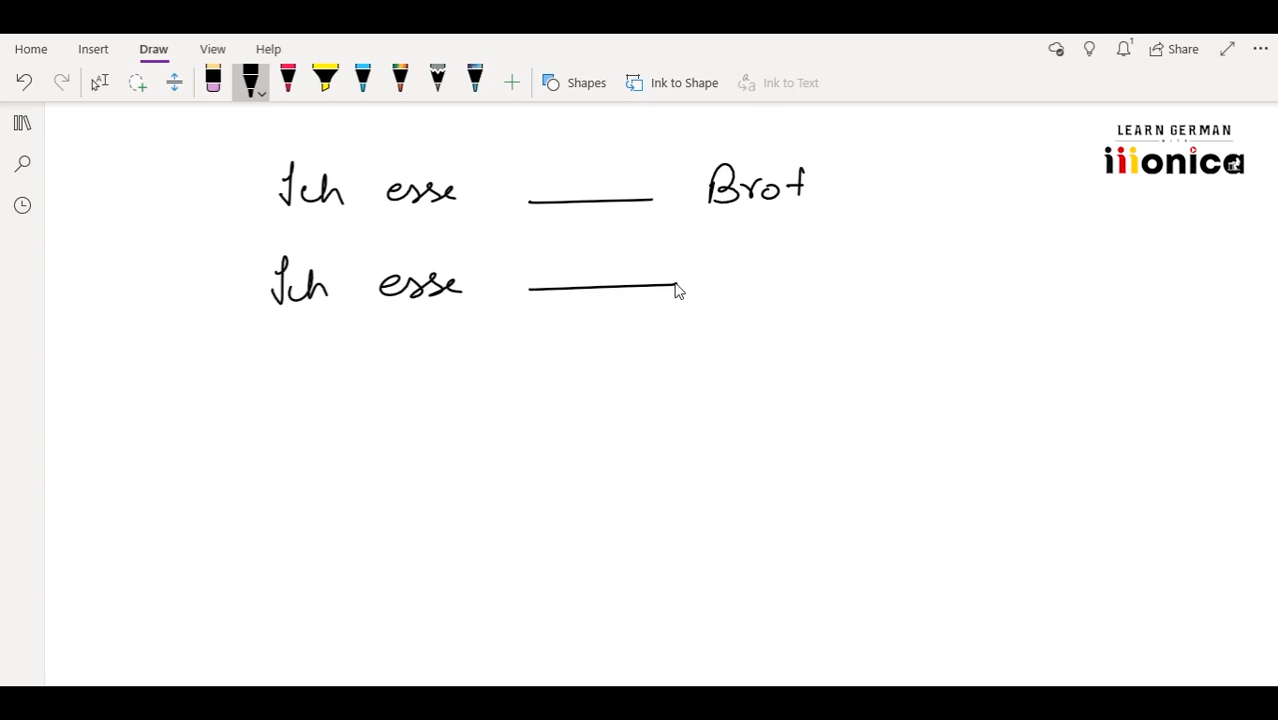 Home Insert Draw View Help Share
Shapes Ink to Shape Ink to Text
LEARN GERMAN
iiionica
Ich esse ______ Brot
Ich esse ______